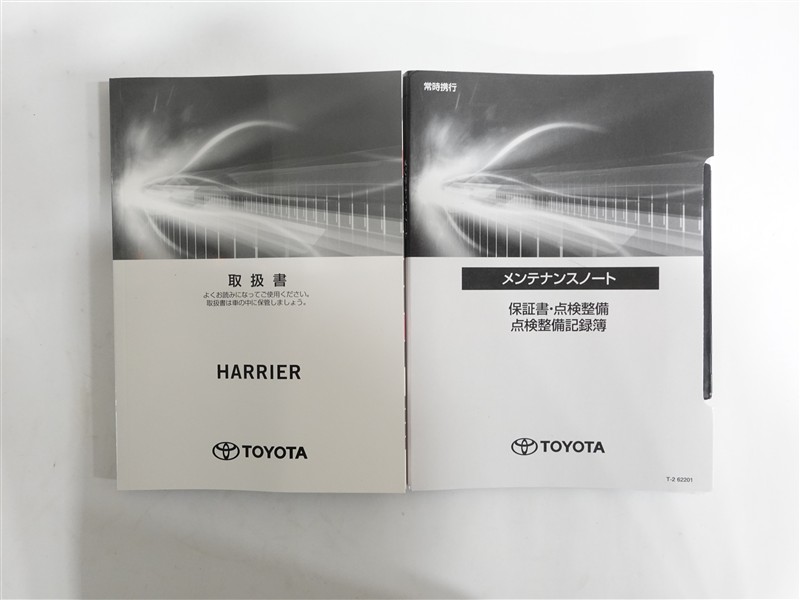 取扱書
よくお読みになってご使用ください。
取扱書は車の中に保管しましょう。
HARRIER
TOYOTA
常時携行
メンテナンスノート
保証書・点検整備
点検整備記録簿
TOYOTA
T-2 62201